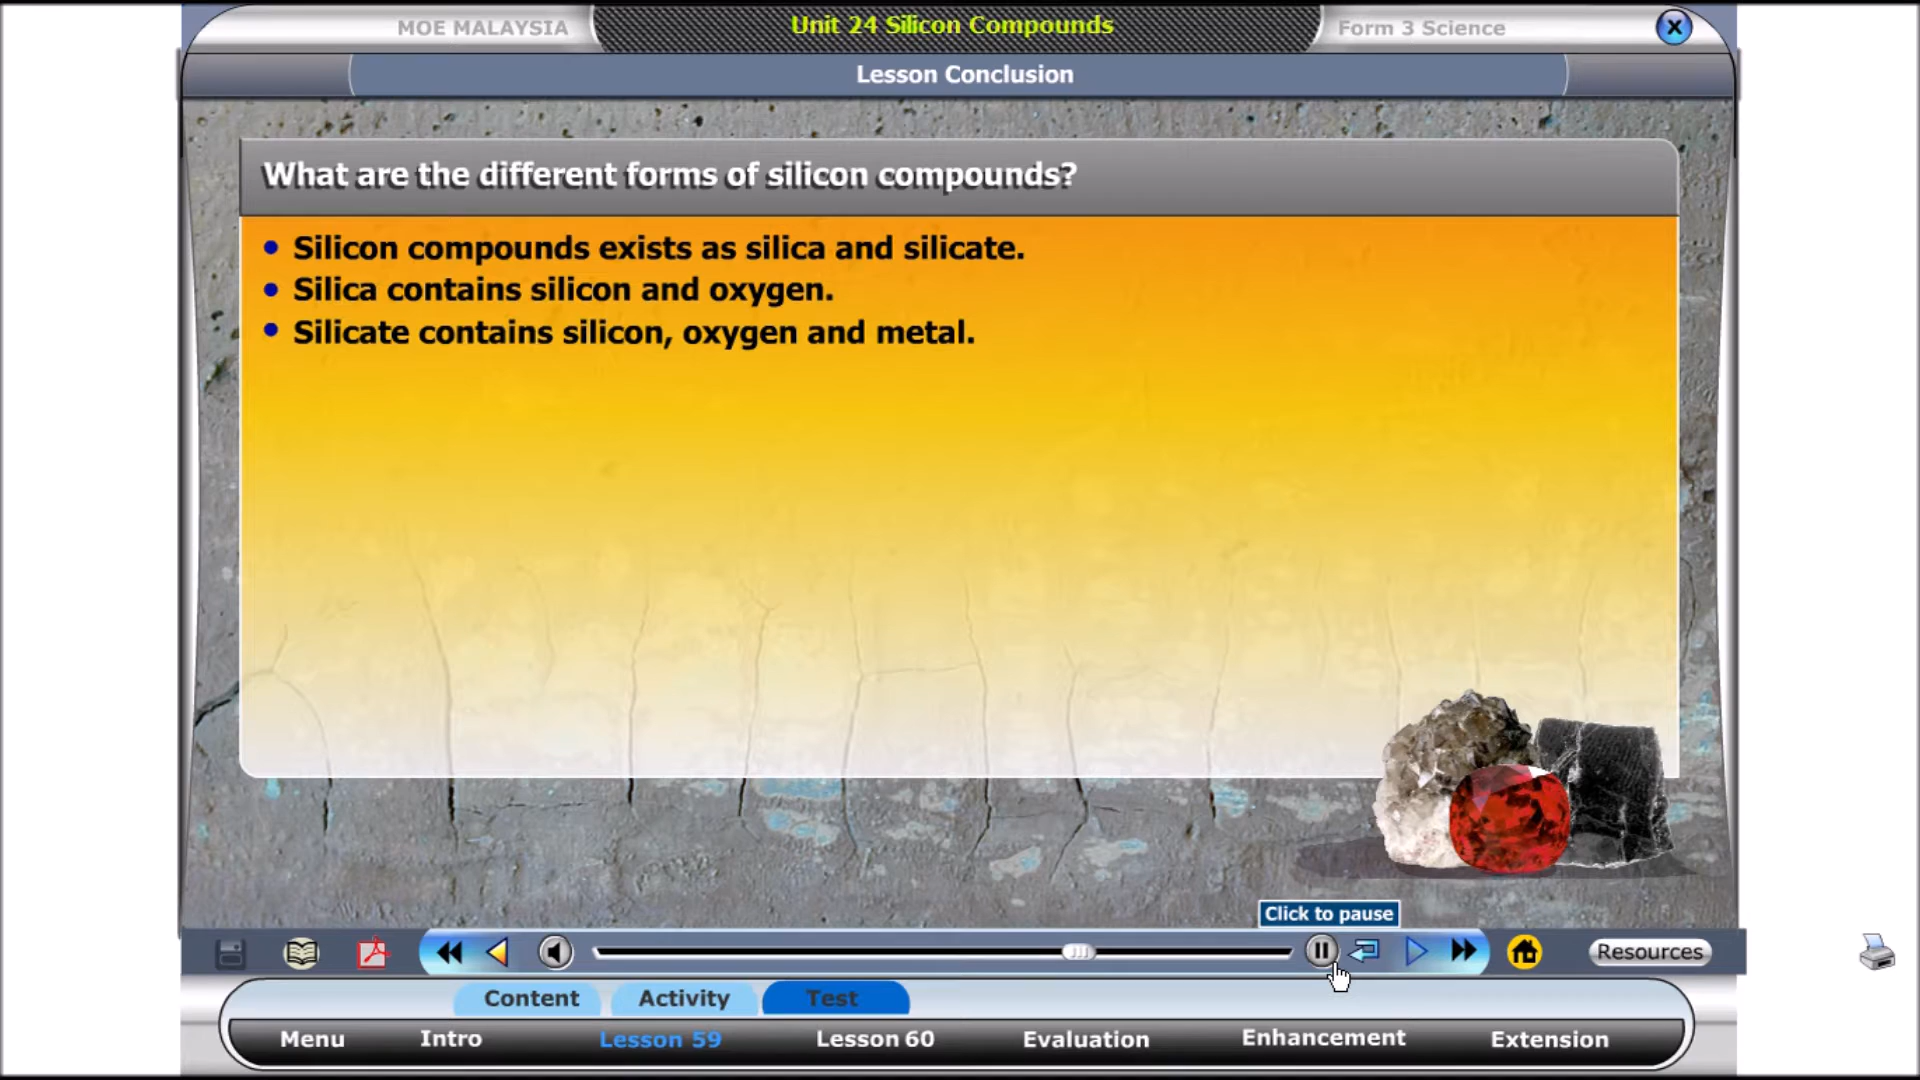 MOE MALAYSIA
Unit 24 Silicon Compounds
Form 3 Science
Lesson Conclusion
What are the different forms of silicon compounds?
• Silicon compounds exists as silica and silicate.
• Silica contains silicon and oxygen.
• Silicate contains silicon, oxygen and metal.
Click to pause
Resources
Content Activity Test
Menu Intro Lesson 59 Lesson 60 Evaluation Enhancement Extension